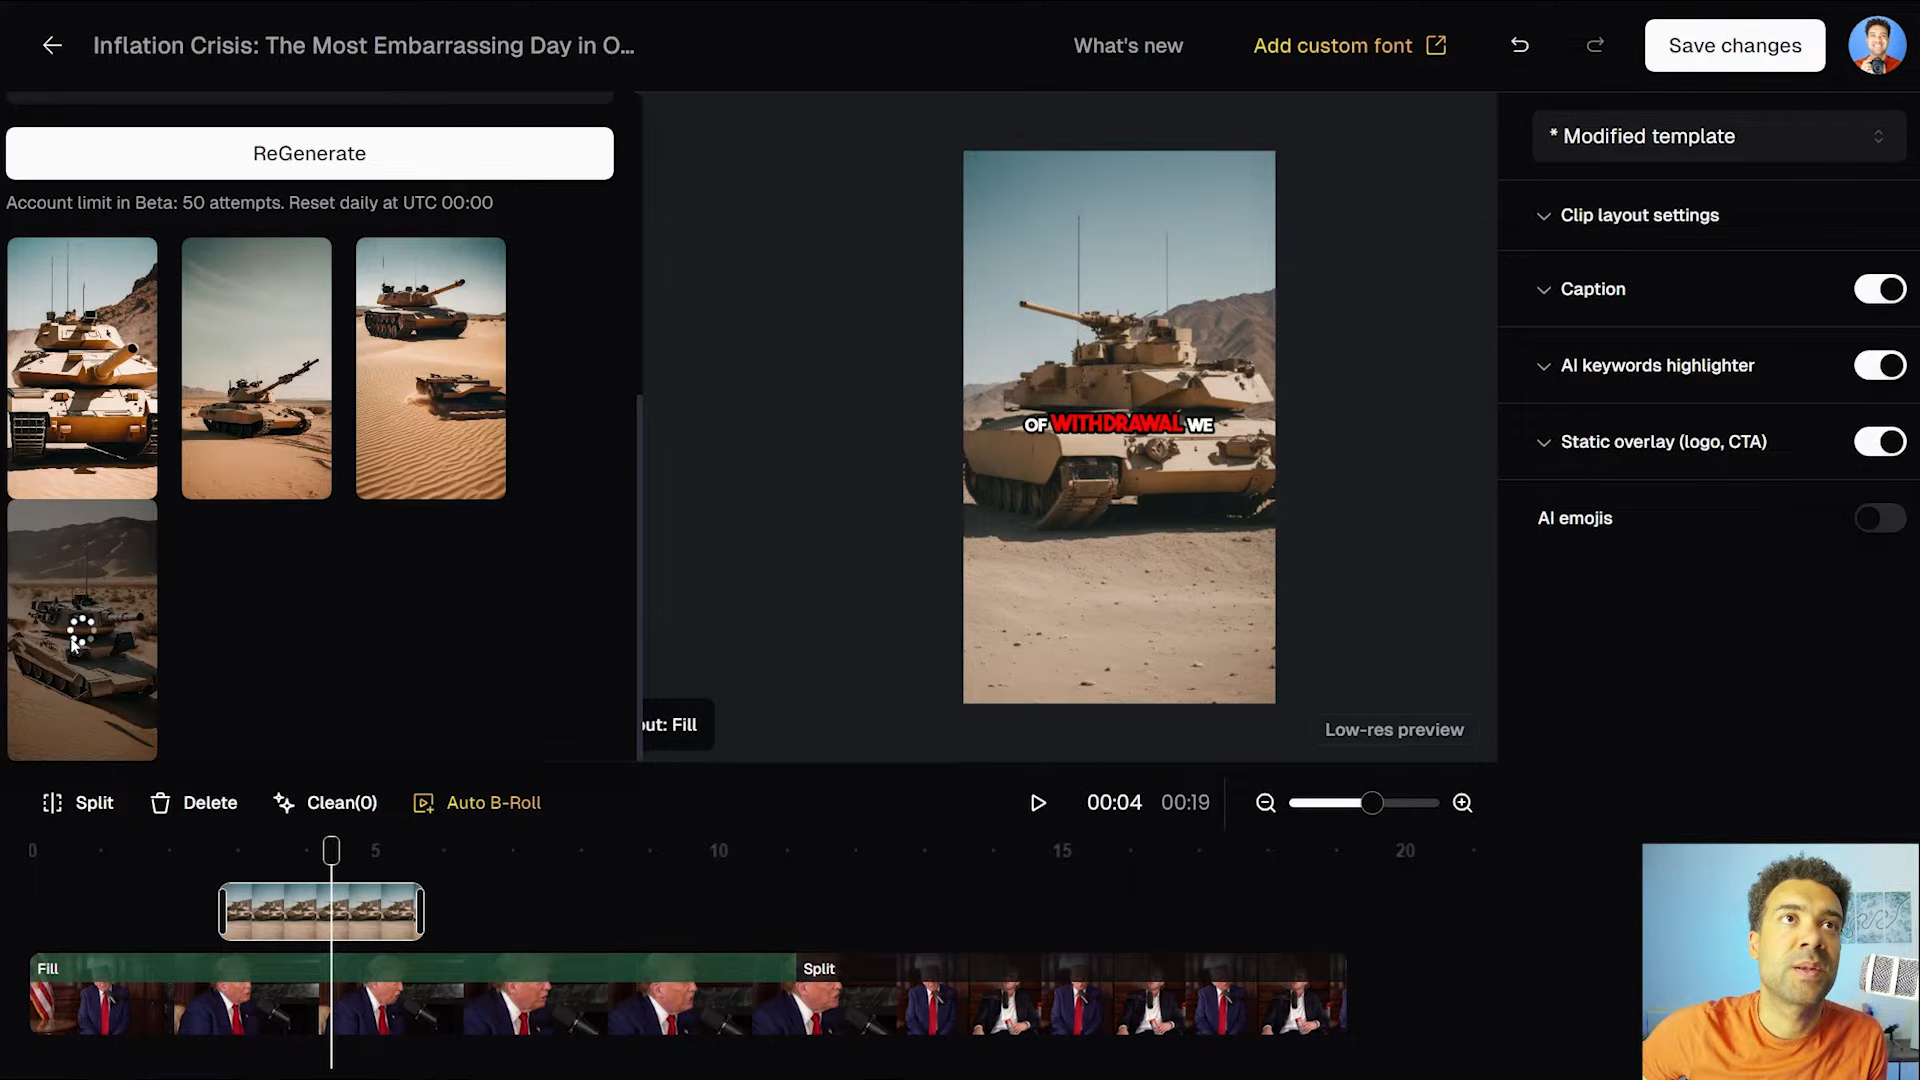 Inflation Crisis: The Most Embarrassing Day in O...
What's new
Add custom font
Save changes
ReGenerate
Account limit in Beta: 50 attempts. Reset daily at UTC 00:00
* Modified template
Clip layout settings
Caption
AI keywords highlighter
Static overlay (logo, CTA)
AI emojis
OF WITHDRAWAL WE
out: Fill
Low-res preview
Split
Delete
Clean(0)
Auto B-Roll
00:04 00:19
0 5 10 15 20
Fill
Split